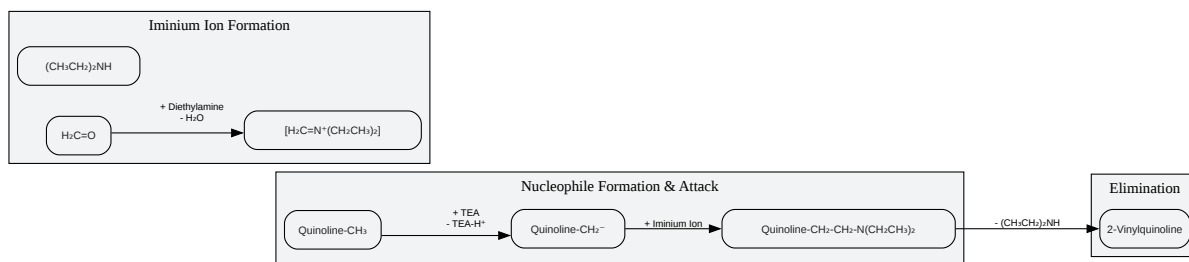 Iminium Ion Formation
(CH₃CH₂)₂NH
+ Diethylamine
- H₂O
H₂C=O
[H₂C=N⁺(CH₂CH₃)₂]
Nucleophile Formation & Attack
Elimination
+ TEA
- TEA-H⁺
+ Iminium Ion
- (CH₃CH₂)₂NH
Quinoline-CH₃
Quinoline-CH₂⁻
Quinoline-CH₂-CH₂-N(CH₂CH₃)₂
2-Vinylquinoline